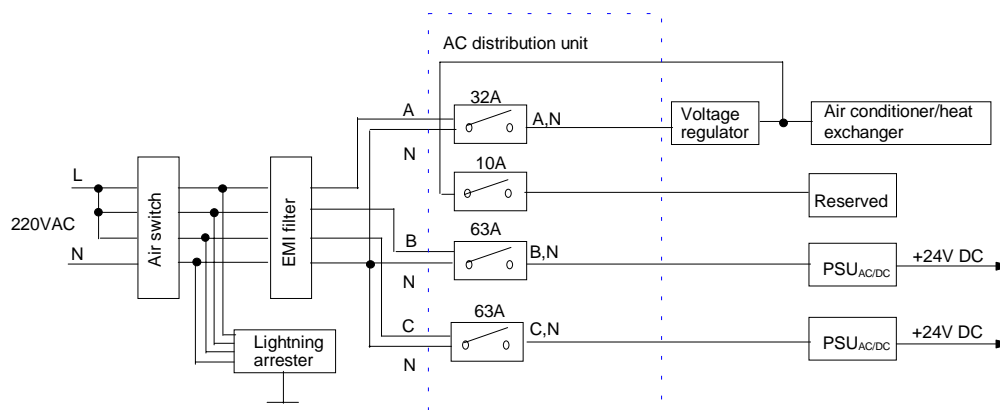 AC distribution unit
32A
A
A,N
N
Voltage
regulator
Air conditioner/heat
exchanger
10A
Reserved
L
220VAC
N
Air switch
EMI filter
B
63A
B,N
N
PSUAC/DC
+24V DC
C
63A
C,N
N
PSUAC/DC
+24V DC
Lightning
arrester